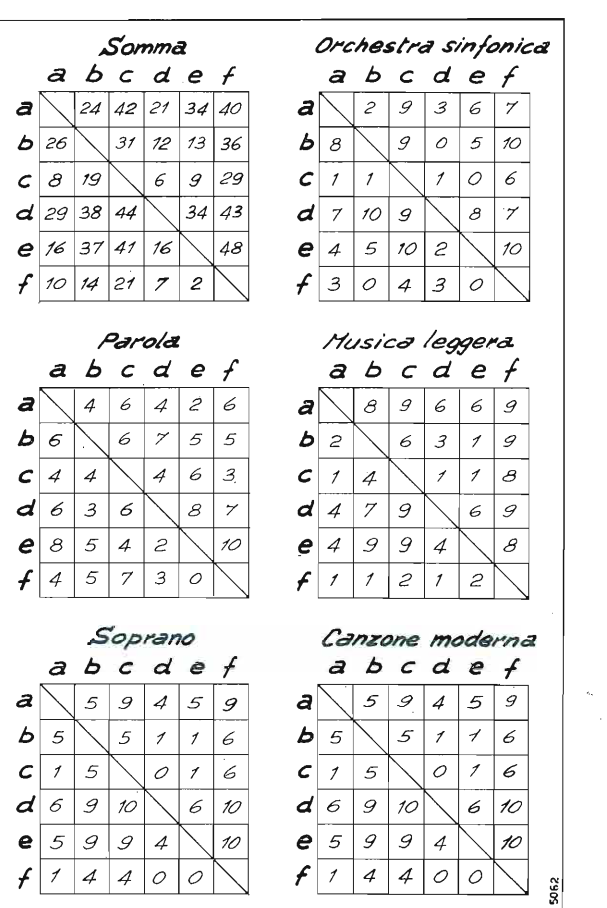 Somma
a b c d e f
a 24 42 21 34 40
b 26 31 12 13 36
c 8 19 6 9 29
d 29 38 44 34 43
e 16 37 41 16 48
f 10 14 21 7 2
Orchestra sinfonica
a b c d e f
a 2 9 3 6 7
b 8 9 0 5 10
c 1 1 1 0 6
d 7 10 9 8 7
e 4 5 10 2 10
f 3 0 4 3 0
Parola
a b c d e f
a 4 6 4 2 6
b 6 6 7 5 5
c 4 4 4 6 3
d 6 3 6 8 7
e 8 5 4 2 10
f 4 5 7 3 0
Musica leggera
a b c d e f
a 8 9 6 6 9
b 2 6 3 1 9
c 1 4 1 1 8
d 4 7 9 6 9
e 4 9 9 4 8
f 1 1 2 1 2
Soprano
a b c d e f
a 5 9 4 5 9
b 5 5 1 1 6
c 1 5 0 1 6
d 6 9 10 6 10
e 5 9 9 4 10
f 1 4 4 0 0
Canzone moderna
a b c d e f
a 5 9 4 5 9
b 5 5 1 1 6
c 1 5 0 1 6
d 6 9 10 6 10
e 5 9 9 4 10
f 1 4 4 0 0
5062